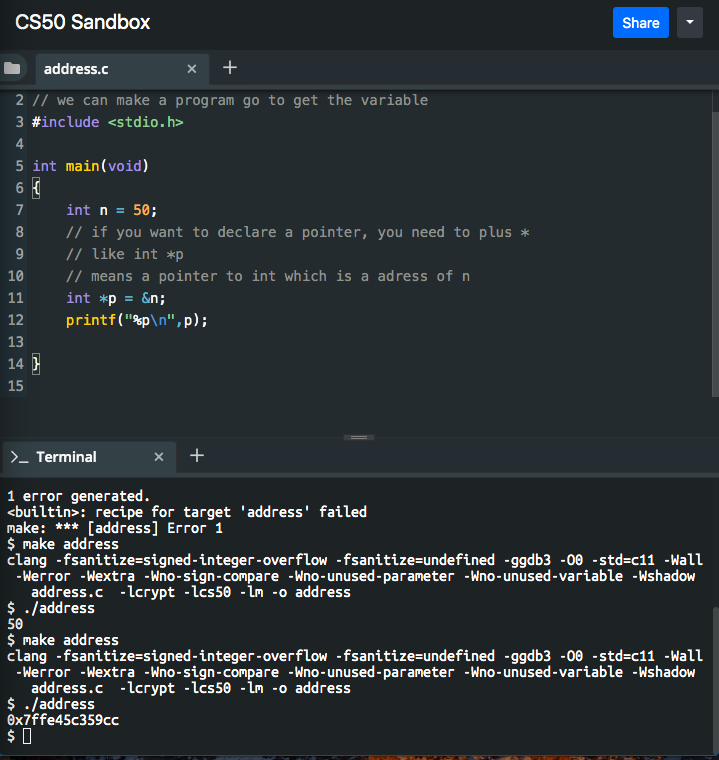 CS50 Sandbox
Share
address.c × +
2 // we can make a program go to get the variable
3 #include <stdio.h>
4
5 int main(void)
6 {
7     int n = 50;
8     // if you want to declare a pointer, you need to plus *
9     // like int *p
10     // means a pointer to int which is a adress of n
11     int *p = &n;
12     printf("%p\n",p);
13
14 }
15
>_ Terminal × +
1 error generated.
<builtin>: recipe for target 'address' failed
make: *** [address] Error 1
$ make address
clang -fsanitize=signed-integer-overflow -fsanitize=undefined -ggdb3 -O0 -std=c11 -Wall
 -Werror -Wextra -Wno-sign-compare -Wno-unused-parameter -Wno-unused-variable -Wshadow
   address.c  -lcrypt -lcs50 -lm -o address
$ ./address
50
$ make address
clang -fsanitize=signed-integer-overflow -fsanitize=undefined -ggdb3 -O0 -std=c11 -Wall
 -Werror -Wextra -Wno-sign-compare -Wno-unused-parameter -Wno-unused-variable -Wshadow
   address.c  -lcrypt -lcs50 -lm -o address
$ ./address
0x7ffe45c359cc
$